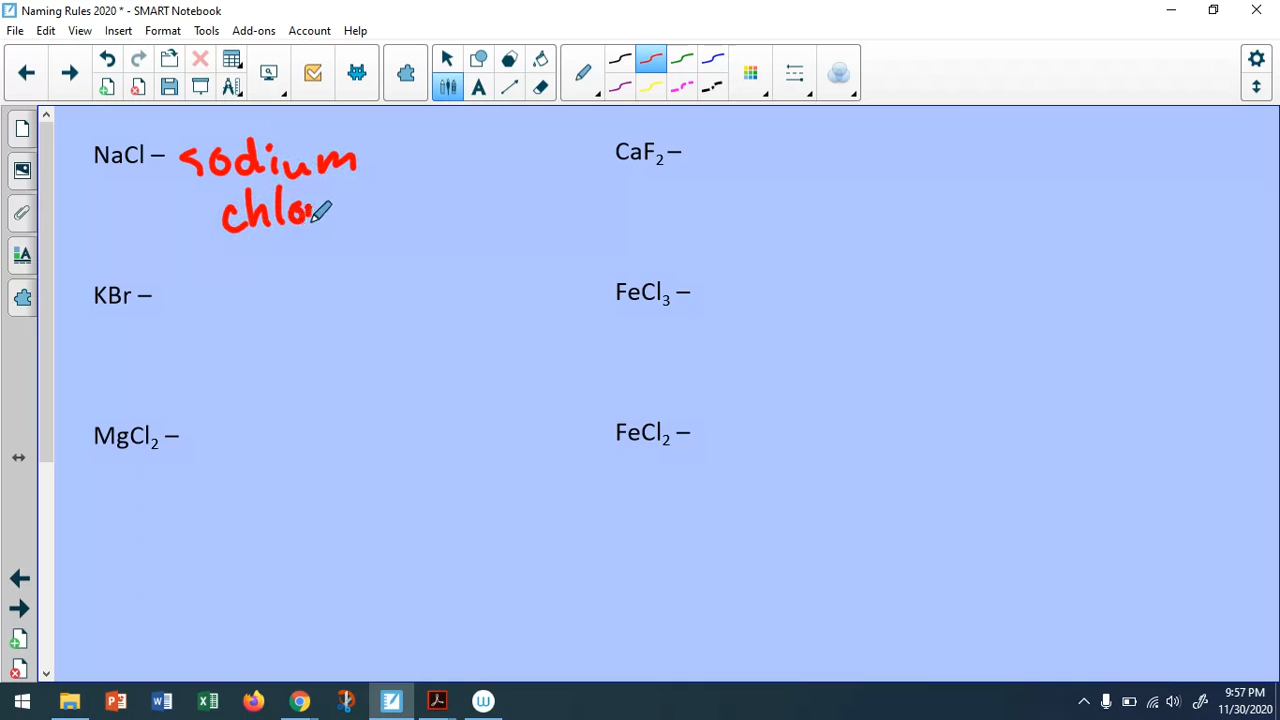 Naming Rules 2020 * - SMART Notebook
File Edit View Insert Format Tools Add-ons Account Help
NaCl – sodium
chlor
CaF₂ –
KBr –
FeCl₃ –
MgCl₂ –
FeCl₂ –
9:57 PM
11/30/2020